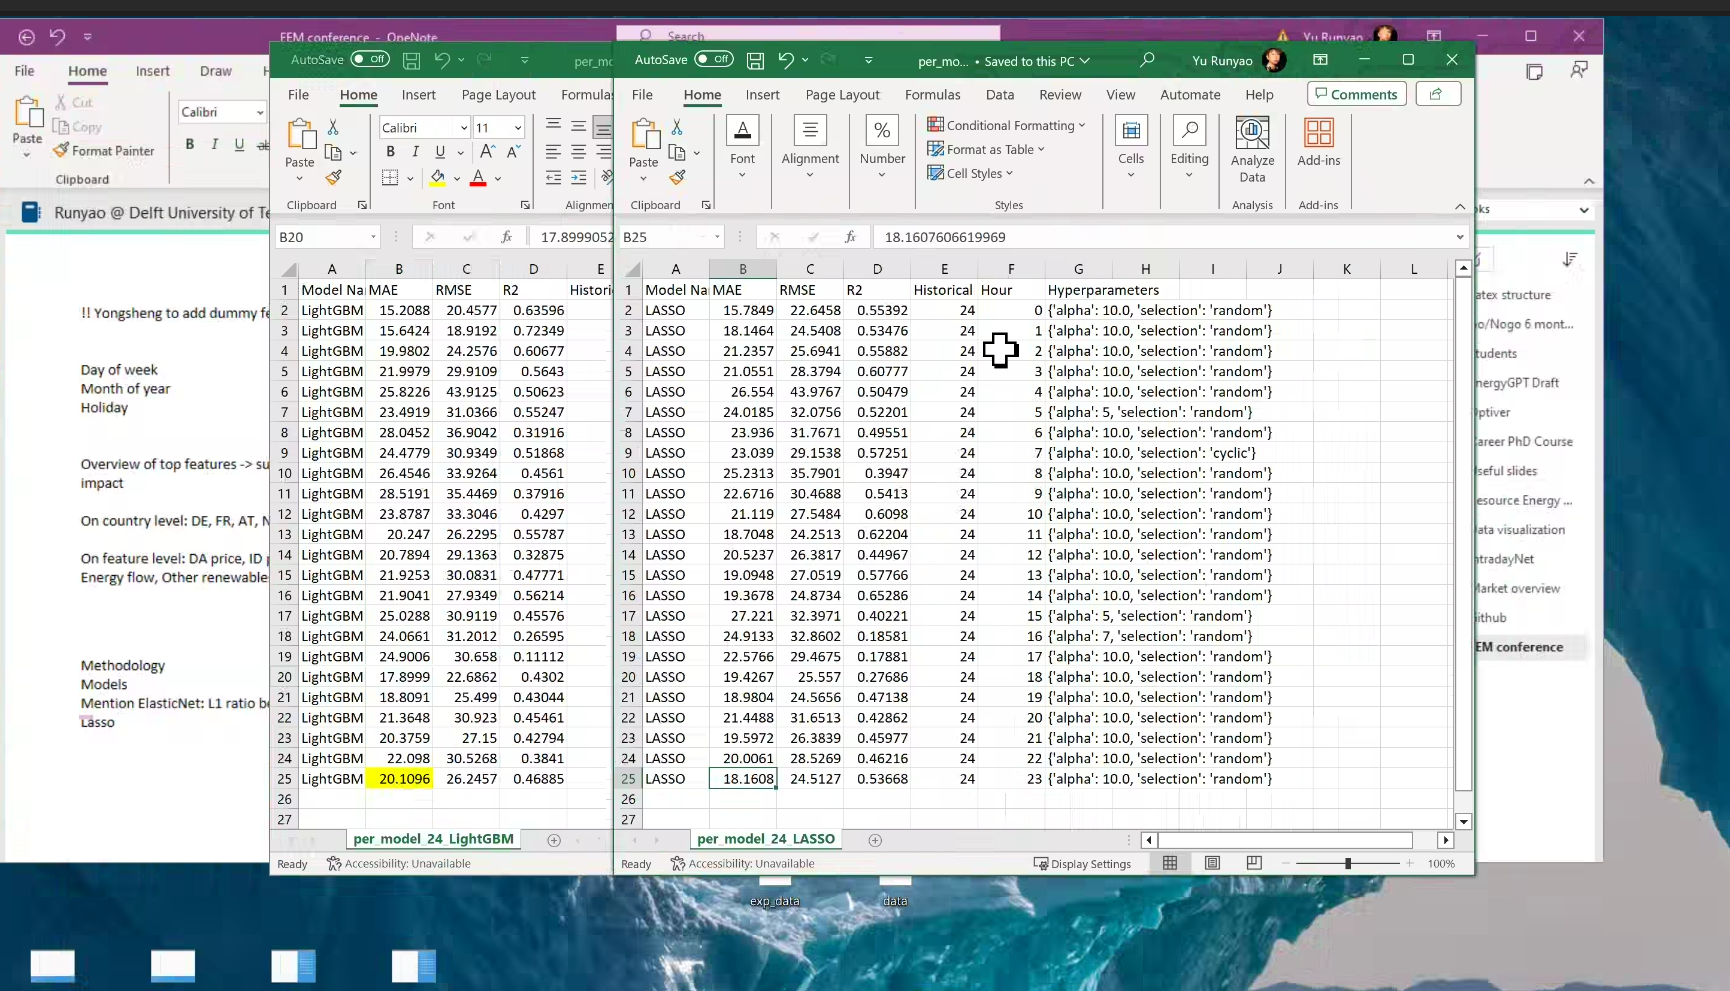 FEM conference - OneNote
Search
Yu Runyao
File Home Insert Draw
Paste
Cut
Copy
Format Painter
Clipboard
Calibri
B I U ab
Runyao @ Delft University of Te
!! Yongsheng to add dummy fe
Day of week
Month of year
Holiday
Overview of top features -> su
impact
On country level: DE, FR, AT, N
On feature level: DA price, ID p
Energy flow, Other renewable
Methodology
Models
Mention ElasticNet: L1 ratio be
Lasso
AutoSave Off
per_mo
File Home Insert Page Layout Formulas
Paste
Calibri 11
B I U
Clipboard Font Alignmen
B20 fx 17.8999052
A B C D E
1 Model Na MAE RMSE R2 Histori
2 LightGBM 15.2088 20.4577 0.63596
3 LightGBM 15.6424 18.9192 0.72349
4 LightGBM 19.9802 24.2576 0.60677
5 LightGBM 21.9979 29.9109 0.5643
6 LightGBM 25.8226 43.9125 0.50623
7 LightGBM 23.4919 31.0366 0.55247
8 LightGBM 28.0452 36.9042 0.31916
9 LightGBM 24.4779 30.9349 0.51868
10 LightGBM 26.4546 33.9264 0.4561
11 LightGBM 28.5191 35.4469 0.37916
12 LightGBM 23.8787 33.3046 0.4297
13 LightGBM 20.247 26.2295 0.55787
14 LightGBM 20.7894 29.1363 0.32875
15 LightGBM 21.9253 30.0831 0.47771
16 LightGBM 21.9041 27.9349 0.56214
17 LightGBM 25.0288 30.9119 0.45576
18 LightGBM 24.0661 31.2012 0.26595
19 LightGBM 24.9006 30.658 0.11112
20 LightGBM 17.8999 22.6862 0.4302
21 LightGBM 18.8091 25.499 0.43044
22 LightGBM 21.3648 30.923 0.45461
23 LightGBM 20.3759 27.15 0.42794
24 LightGBM 22.098 30.5268 0.3841
25 LightGBM 20.1096 26.2457 0.46885
26
27
per_model_24_LightGBM
Ready Accessibility: Unavailable
AutoSave Off
per_mo... • Saved to this PC
Yu Runyao
File Home Insert Page Layout Formulas Data Review View Automate Help
Comments
Paste
Font
Alignment
Number
Conditional Formatting
Format as Table
Cell Styles
Cells
Editing
Analyze Data
Add-ins
Clipboard Styles Analysis Add-ins
B25 fx 18.1607606619969
A B C D E F G H I J K L
1 Model Na MAE RMSE R2 Historical Hour Hyperparameters
2 LASSO 15.7849 22.6458 0.55392 24 0 {'alpha': 10.0, 'selection': 'random'}
3 LASSO 18.1464 24.5408 0.53476 24 1 {'alpha': 10.0, 'selection': 'random'}
4 LASSO 21.2357 25.6941 0.55882 24 2 {'alpha': 10.0, 'selection': 'random'}
5 LASSO 21.0551 28.3794 0.60777 24 3 {'alpha': 10.0, 'selection': 'random'}
6 LASSO 26.554 43.9767 0.50479 24 4 {'alpha': 10.0, 'selection': 'random'}
7 LASSO 24.0185 32.0756 0.52201 24 5 {'alpha': 5, 'selection': 'random'}
8 LASSO 23.936 31.7671 0.49551 24 6 {'alpha': 10.0, 'selection': 'random'}
9 LASSO 23.039 29.1538 0.57251 24 7 {'alpha': 10.0, 'selection': 'cyclic'}
10 LASSO 25.2313 35.7901 0.3947 24 8 {'alpha': 10.0, 'selection': 'random'}
11 LASSO 22.6716 30.4688 0.5413 24 9 {'alpha': 10.0, 'selection': 'random'}
12 LASSO 21.119 27.5484 0.6098 24 10 {'alpha': 10.0, 'selection': 'random'}
13 LASSO 18.7048 24.2513 0.62204 24 11 {'alpha': 10.0, 'selection': 'random'}
14 LASSO 20.5237 26.3817 0.44967 24 12 {'alpha': 10.0, 'selection': 'random'}
15 LASSO 19.0948 27.0519 0.57766 24 13 {'alpha': 10.0, 'selection': 'random'}
16 LASSO 19.3678 24.8734 0.65286 24 14 {'alpha': 10.0, 'selection': 'random'}
17 LASSO 27.221 32.3971 0.40221 24 15 {'alpha': 5, 'selection': 'random'}
18 LASSO 24.9133 32.8602 0.18581 24 16 {'alpha': 7, 'selection': 'random'}
19 LASSO 22.5766 29.4675 0.17881 24 17 {'alpha': 10.0, 'selection': 'random'}
20 LASSO 19.4267 25.557 0.27686 24 18 {'alpha': 10.0, 'selection': 'random'}
21 LASSO 18.9804 24.5656 0.47138 24 19 {'alpha': 10.0, 'selection': 'random'}
22 LASSO 21.4488 31.6513 0.42862 24 20 {'alpha': 10.0, 'selection': 'random'}
23 LASSO 19.5972 26.3839 0.45977 24 21 {'alpha': 10.0, 'selection': 'random'}
24 LASSO 20.0061 28.5269 0.46216 24 22 {'alpha': 10.0, 'selection': 'random'}
25 LASSO 18.1608 24.5127 0.53668 24 23 {'alpha': 10.0, 'selection': 'random'}
26
27
per_model_24_LASSO
Ready Accessibility: Unavailable Display Settings 100%
oks
atex structure
o/Nogo 6 mont...
tudents
nergyGPT Draft
ptiver
areer PhD Course
seful slides
esource Energy ...
ata visualization
ntradayNet
Market overview
ithub
EM conference
exp_data
data